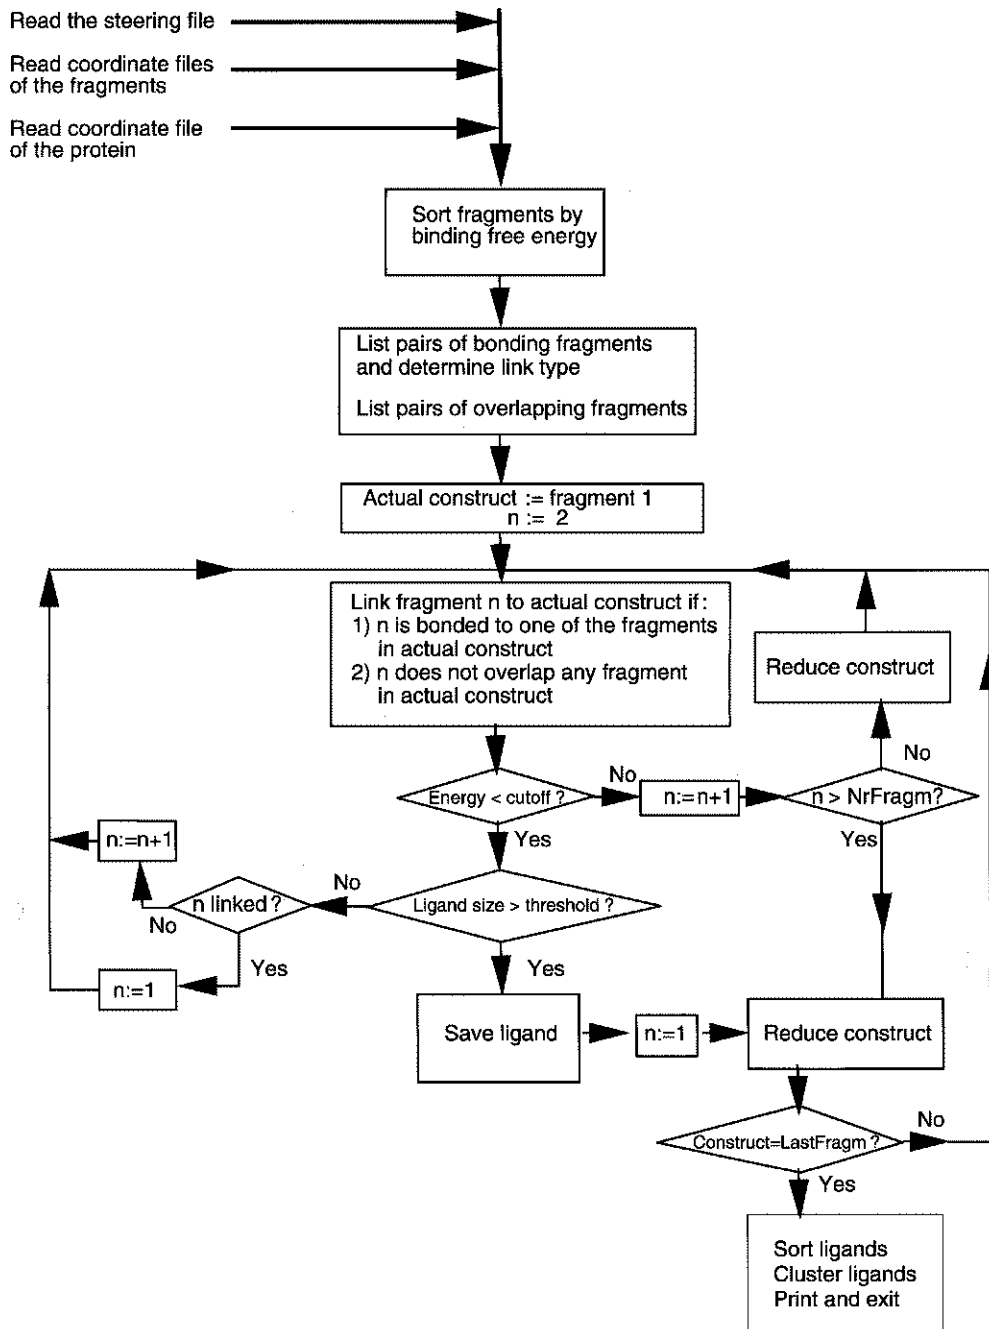 Read the steering file
Read coordinate files
of the fragments
Read coordinate file
of the protein
Sort fragments by
binding free energy
List pairs of bonding fragments
and determine link type
List pairs of overlapping fragments
Actual construct := fragment 1
n := 2
Link fragment n to actual construct if:
1) n is bonded to one of the fragments
in actual construct
2) n does not overlap any fragment
in actual construct
Reduce construct
No
Energy < cutoff ?
No
n:=n+1
n > NrFragm?
Yes
Yes
n:=n+1
n linked ?
No
No
Ligand size > threshold ?
Yes
n:=1
Yes
Save ligand
n:=1
Reduce construct
Construct=LastFragm ?
No
Yes
Sort ligands
Cluster ligands
Print and exit